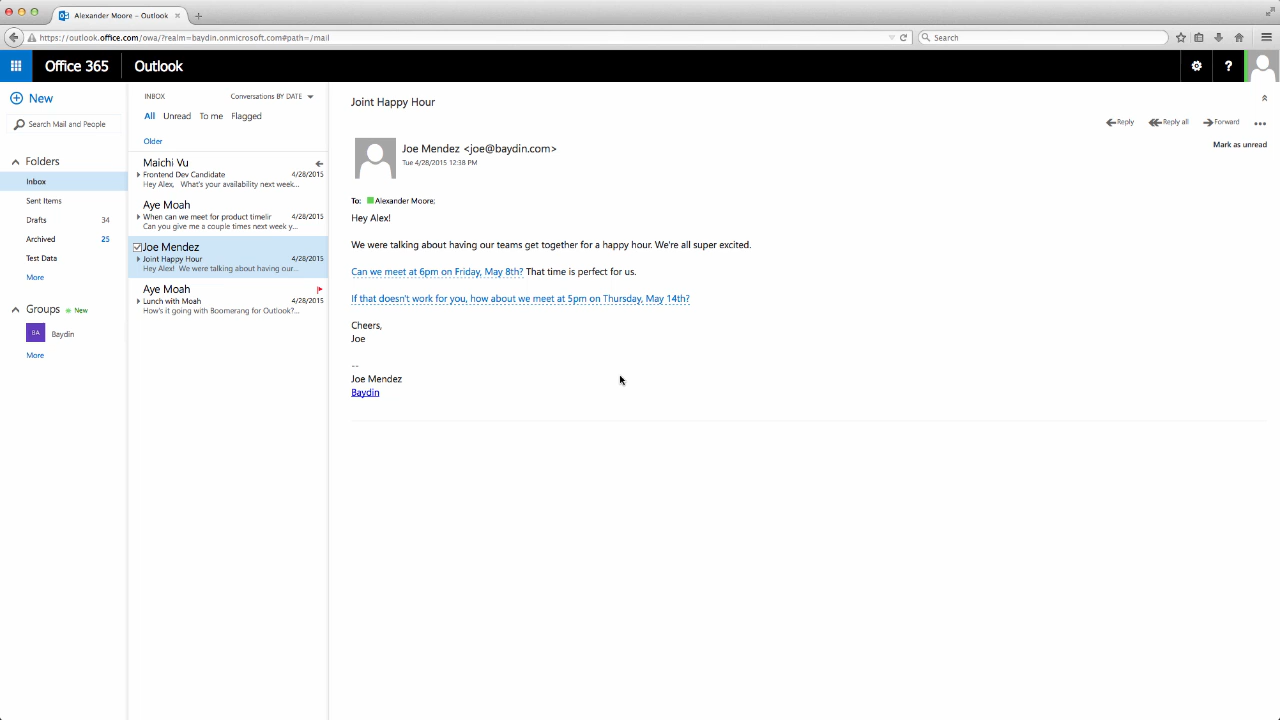 Alexander Moore – Outlook
https://outlook.office.com/owa/?realm=baydin.onmicrosoft.com#path=/mail
Search
Office 365
Outlook
?
New
Search Mail and People
Folders
Inbox
Sent Items
Drafts 34
Archived 25
Test Data
More
Groups New
BA Baydin
More
INBOX Conversations BY DATE
All Unread To me Flagged
Older
Maichi Vu
Frontend Dev Candidate 4/28/2015
Hey Alex, What's your availability next week...
Aye Moah
When can we meet for product timelir 4/28/2015
Can you give me a couple times next week y...
Joe Mendez
Joint Happy Hour 4/28/2015
Hey Alex! We were talking about having our...
Aye Moah
Lunch with Moah 4/28/2015
How's it going with Boomerang for Outlook?...
Joint Happy Hour
Reply Reply all Forward ...
Mark as unread
Joe Mendez <joe@baydin.com>
Tue 4/28/2015 12:38 PM
To: Alexander Moore;
Hey Alex!
We were talking about having our teams get together for a happy hour. We're all super excited.
Can we meet at 6pm on Friday, May 8th? That time is perfect for us.
If that doesn't work for you, how about we meet at 5pm on Thursday, May 14th?
Cheers,
Joe
--
Joe Mendez
Baydin